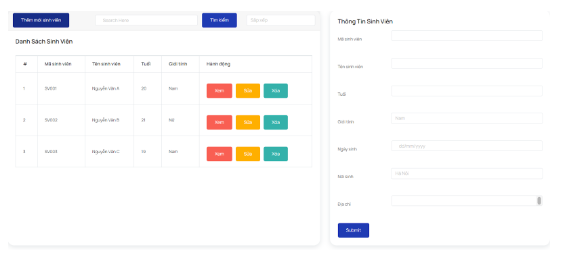 Thêm mới sinh viên
Search name
Tìm kiếm
Sắp xếp
Danh Sách Sinh Viên
# Mã sinh viên Tên sinh viên Tuổi Giới tính Hành động
1 SV001 Nguyễn Văn A 20 Nam Xem Sửa Xóa
2 SV002 Nguyễn Văn B 21 Nữ Xem Sửa Xóa
3 SV003 Nguyễn Văn C 19 Nam Xem Sửa Xóa
Thông Tin Sinh Viên
Mã sinh viên
Tên sinh viên
Tuổi
Giới tính Nam
Ngày sinh dd/mm/yyyy
Nơi sinh Hà Nội
Địa chỉ
Submit